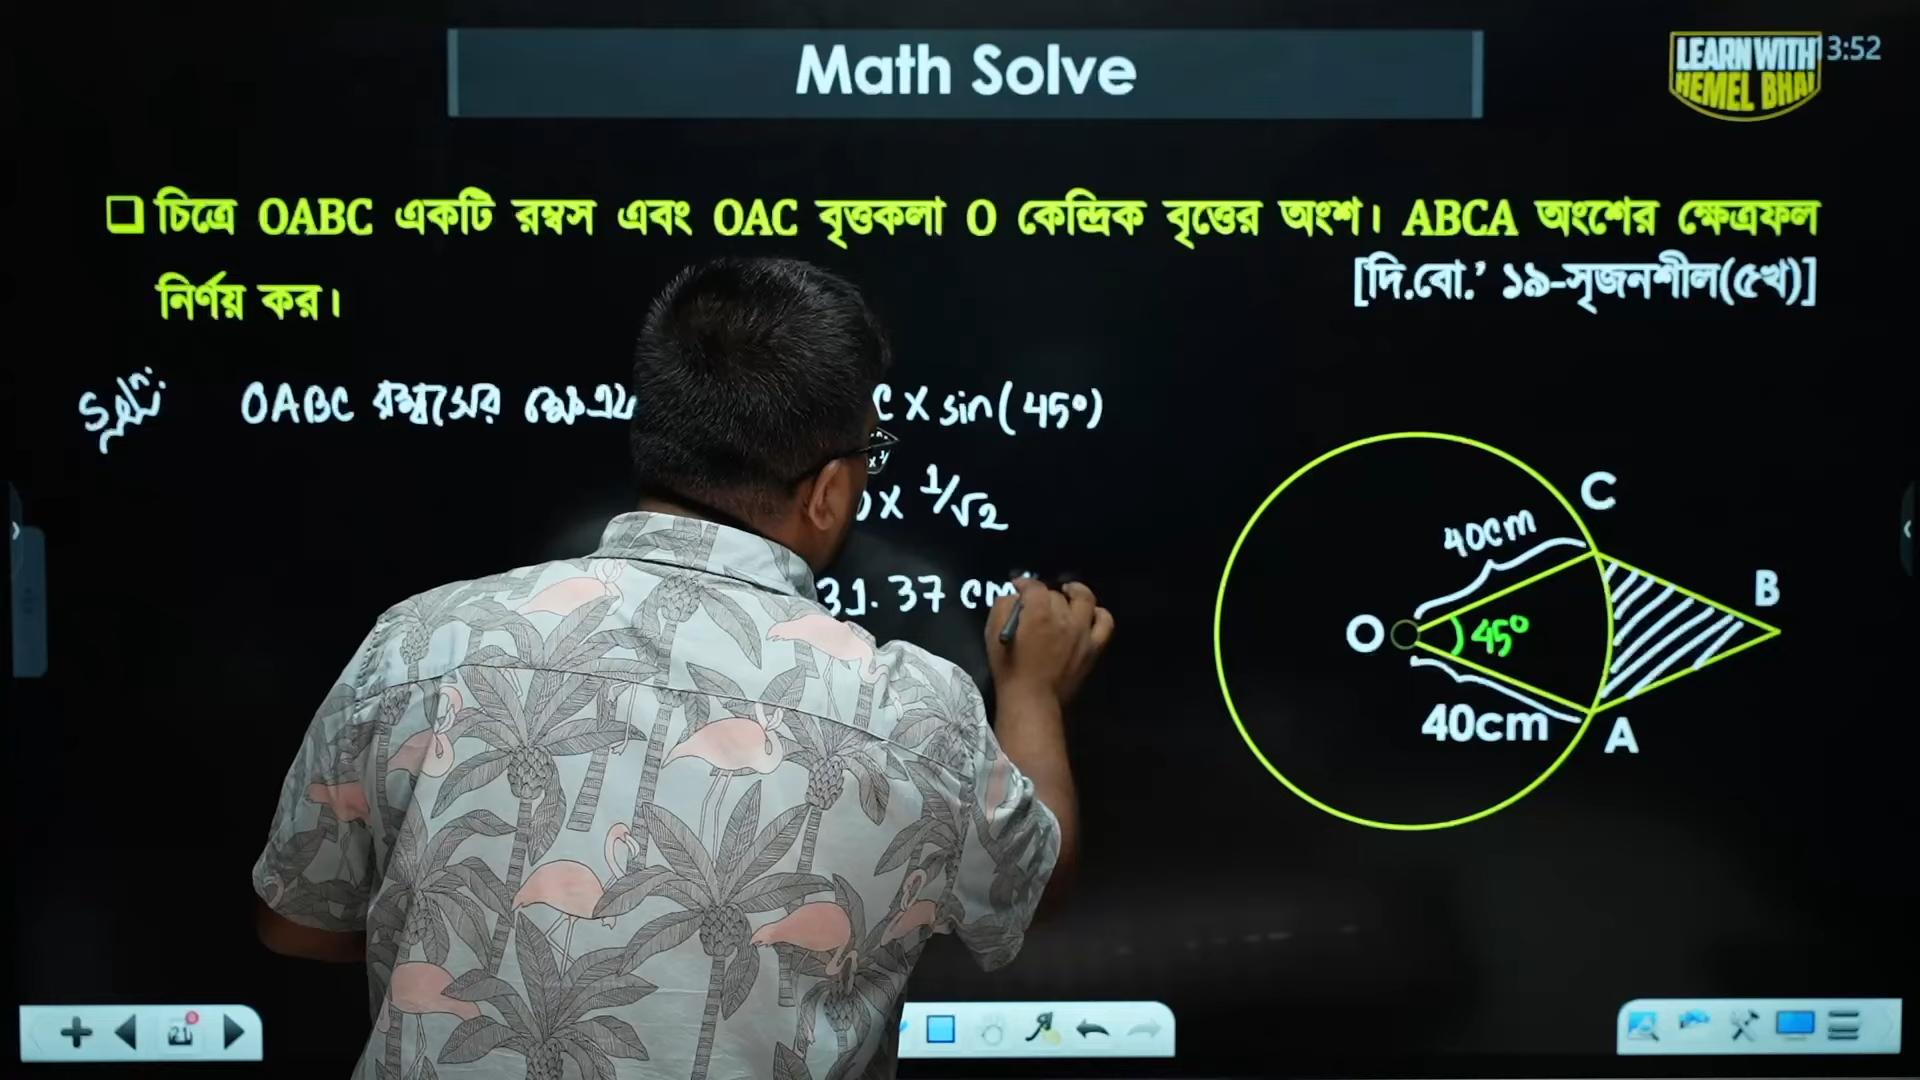 Math Solve
LEARN WITH
HEMEL BHAI
3:52
❑ চিত্রে OABC একটি রম্বস এবং OAC বৃত্তকলা O কেন্দ্রিক বৃত্তের অংশ। ABCA অংশের ক্ষেত্রফল
নির্ণয় কর।
[দি.বো.’ ১৯-সৃজনশীল(৫খ)]
Soln:
OABC রম্বসের
C × sin(45°)
× 1/√2
31.37 cm
C
40cm
B
O
45°
40cm
A
21